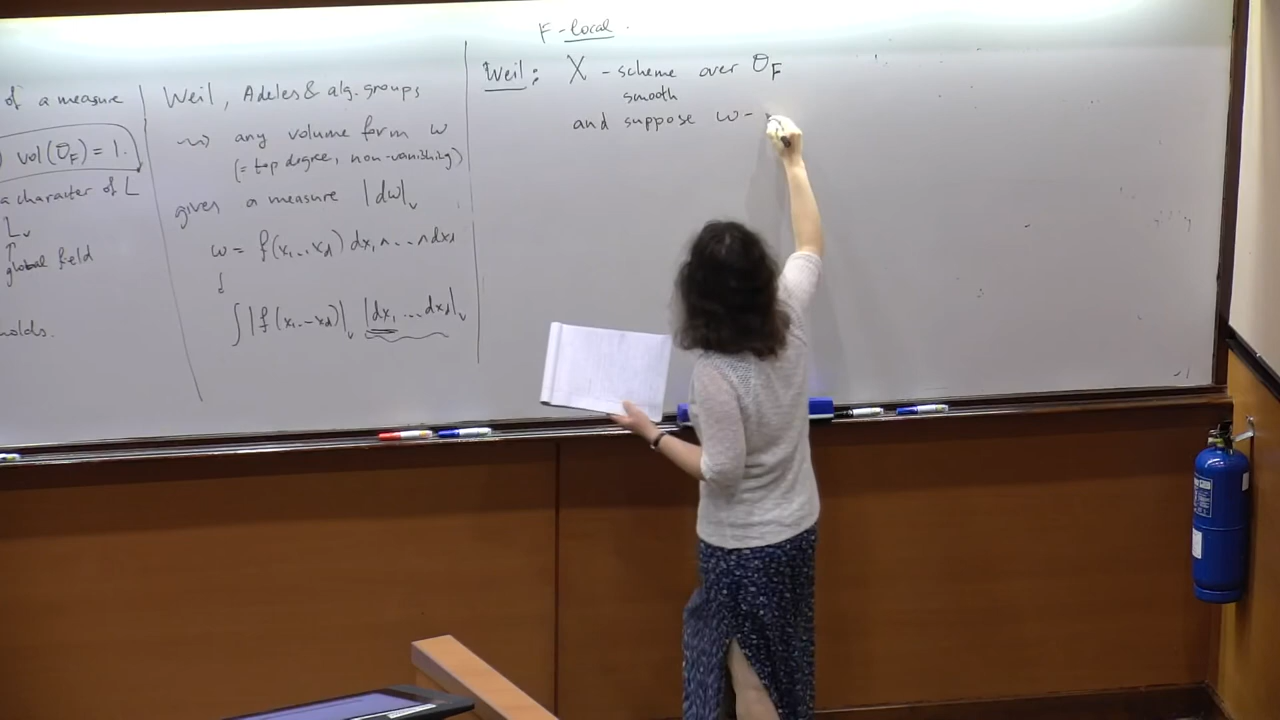 of a measure
vol(O_F) = 1.
a character of L
L_v
↑
global field
holds.
Weil, Adeles & alg. groups
⇝ any volume form ω
(= top degree, non-vanishing)
gives a measure |dω|_v
ω = f(x_1...x_d) dx_1 ∧...∧ dx_d
∫ |f(x_1...x_d)|_v |dx_1 ... dx_d|_v
F - local.
Weil: X - scheme over O_F
smooth
and suppose ω -